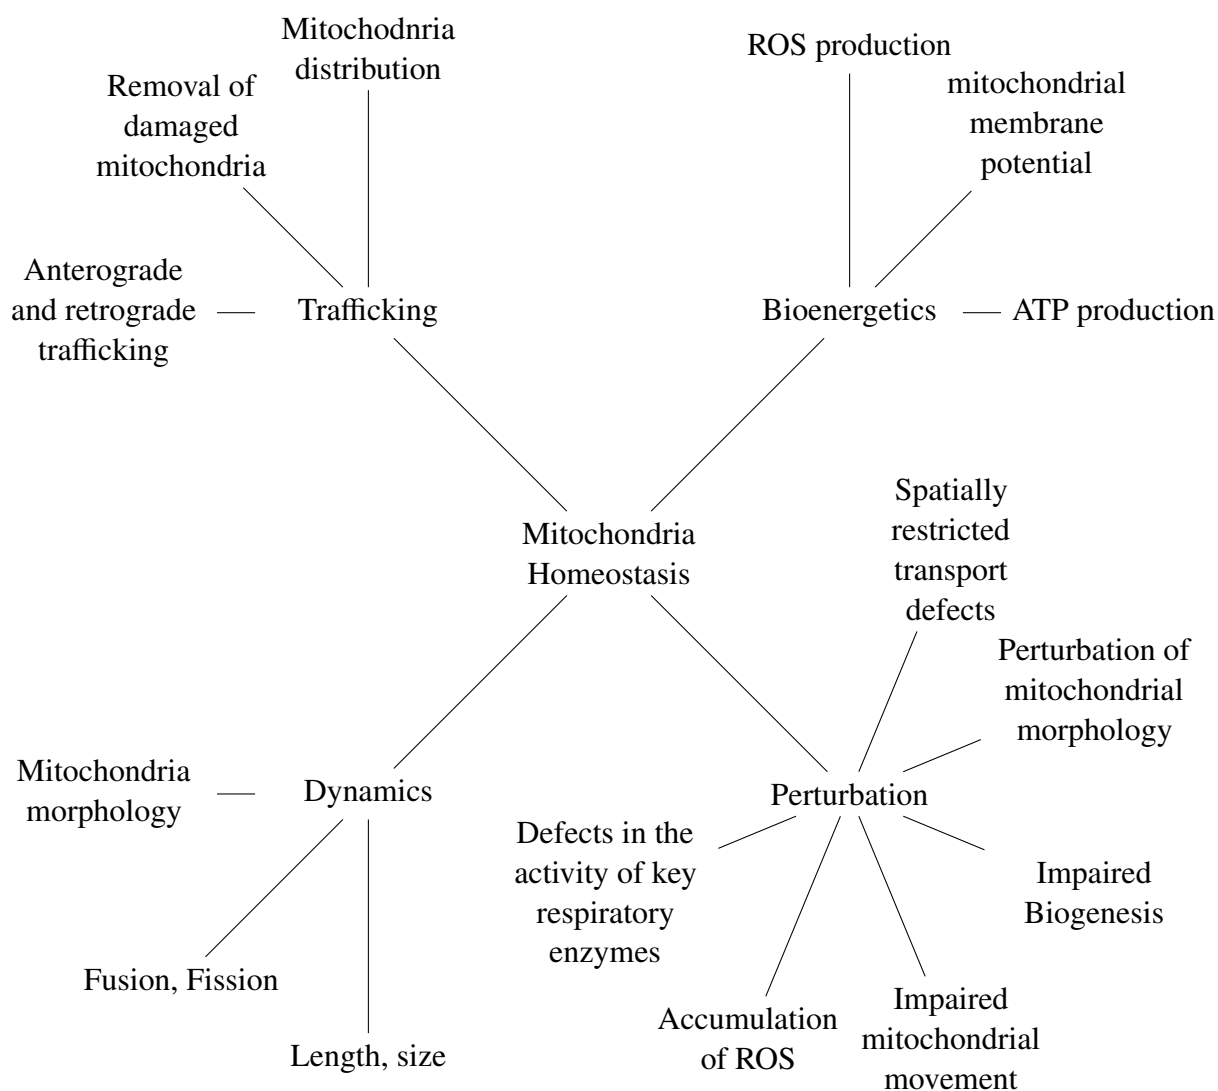 Mitochodnria
distribution
Removal of
damaged
mitochondria
Anterograde
and retrograde
trafficking
Trafficking
ROS production
mitochondrial
membrane
potential
Bioenergetics
ATP production
Mitochondria
Homeostasis
Spatially
restricted
transport
defects
Perturbation of
mitochondrial
morphology
Mitochondria
morphology
Dynamics
Perturbation
Defects in the
activity of key
respiratory
enzymes
Impaired
Biogenesis
Fusion, Fission
Length, size
Accumulation
of ROS
Impaired
mitochondrial
movement